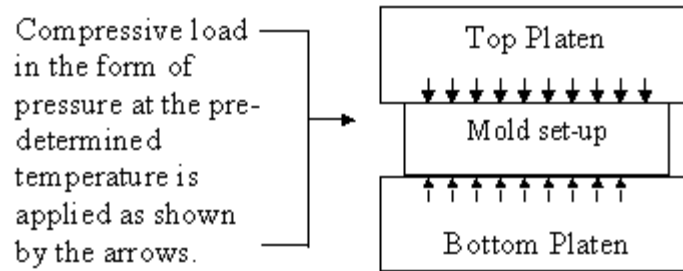 Compressive load
in the form of
pressure at the pre-
determined
temperature is
applied as shown
by the arrows.
Top Platen
Mold set-up
Bottom Platen